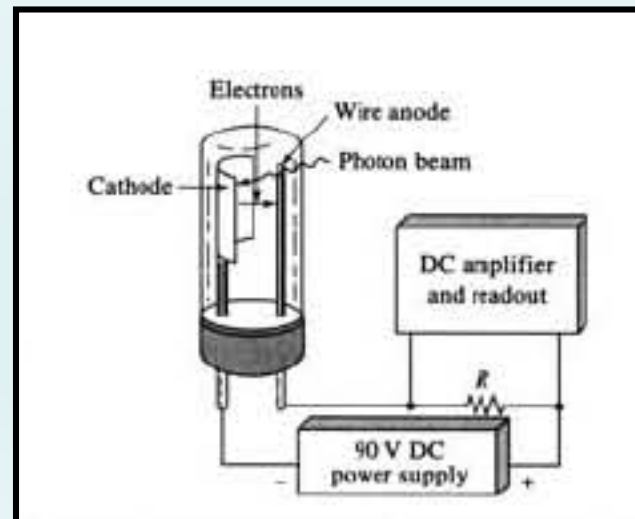 Electrons
Wire anode
Photon beam
Cathode
DC amplifier
and readout
R
90 V DC
power supply
− +